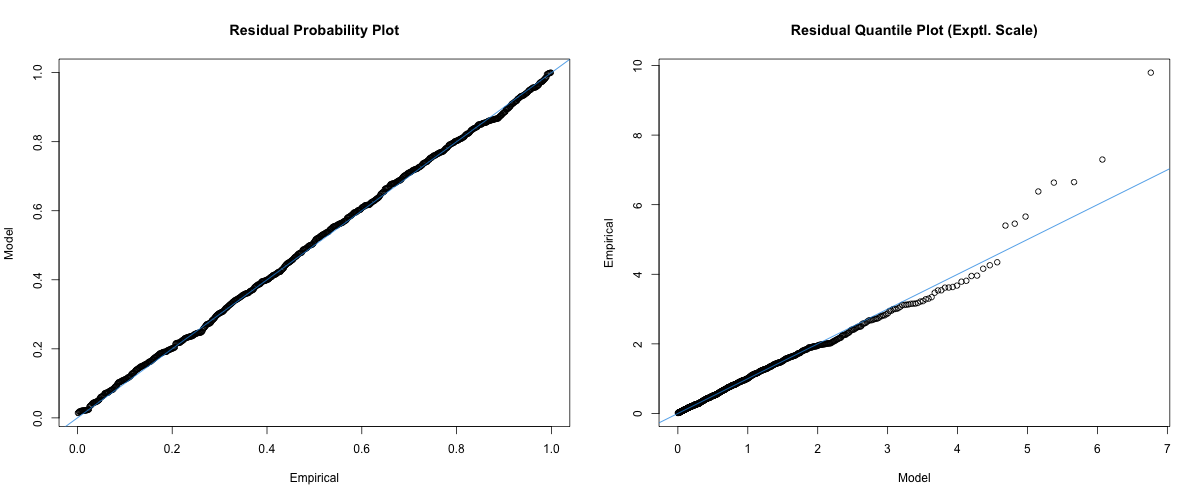 Residual Probability Plot
Model
1.0
0.8
0.6
0.4
0.2
0.0
0.0 0.2 0.4 0.6 0.8 1.0
Empirical
Residual Quantile Plot (Exptl. Scale)
Empirical
10
8
6
4
2
0
0 1 2 3 4 5 6 7
Model